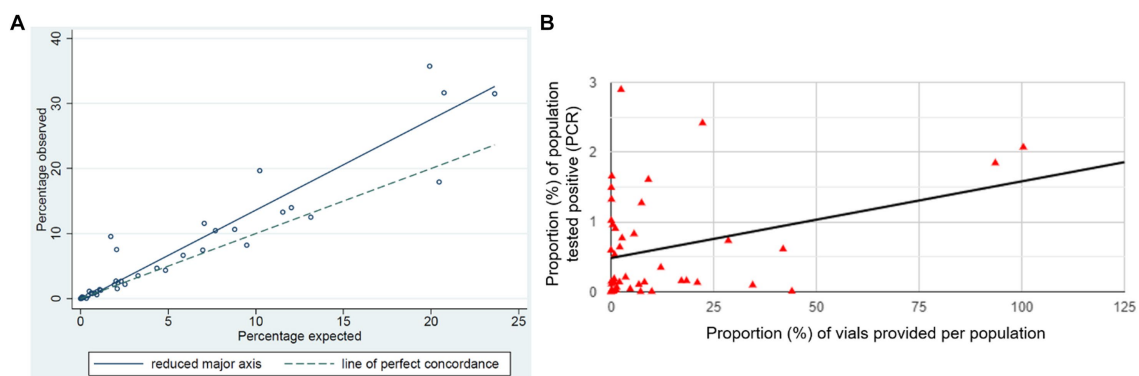 A
40
30
20
10
0
Percentage observed
0 5 10 15 20 25
Percentage expected
reduced major axis line of perfect concordance
B
3
2
1
0
Proportion (%) of population
tested positive (PCR)
0 25 50 75 100 125
Proportion (%) of vials provided per population